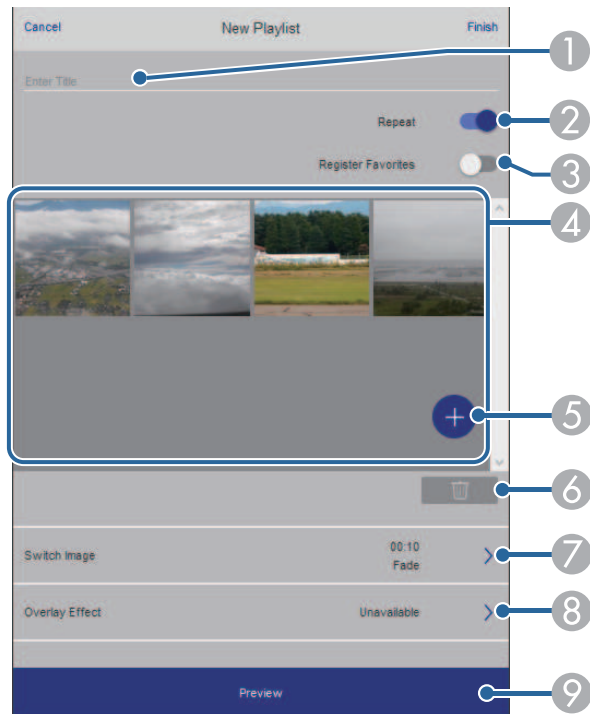 Cancel New Playlist Finish
1
Enter Title
Repeat 2
Register Favorites 3
4
+ 5
6
Switch Image 00:10 7
Fade
Overlay Effect Unavailable 8
Preview 9